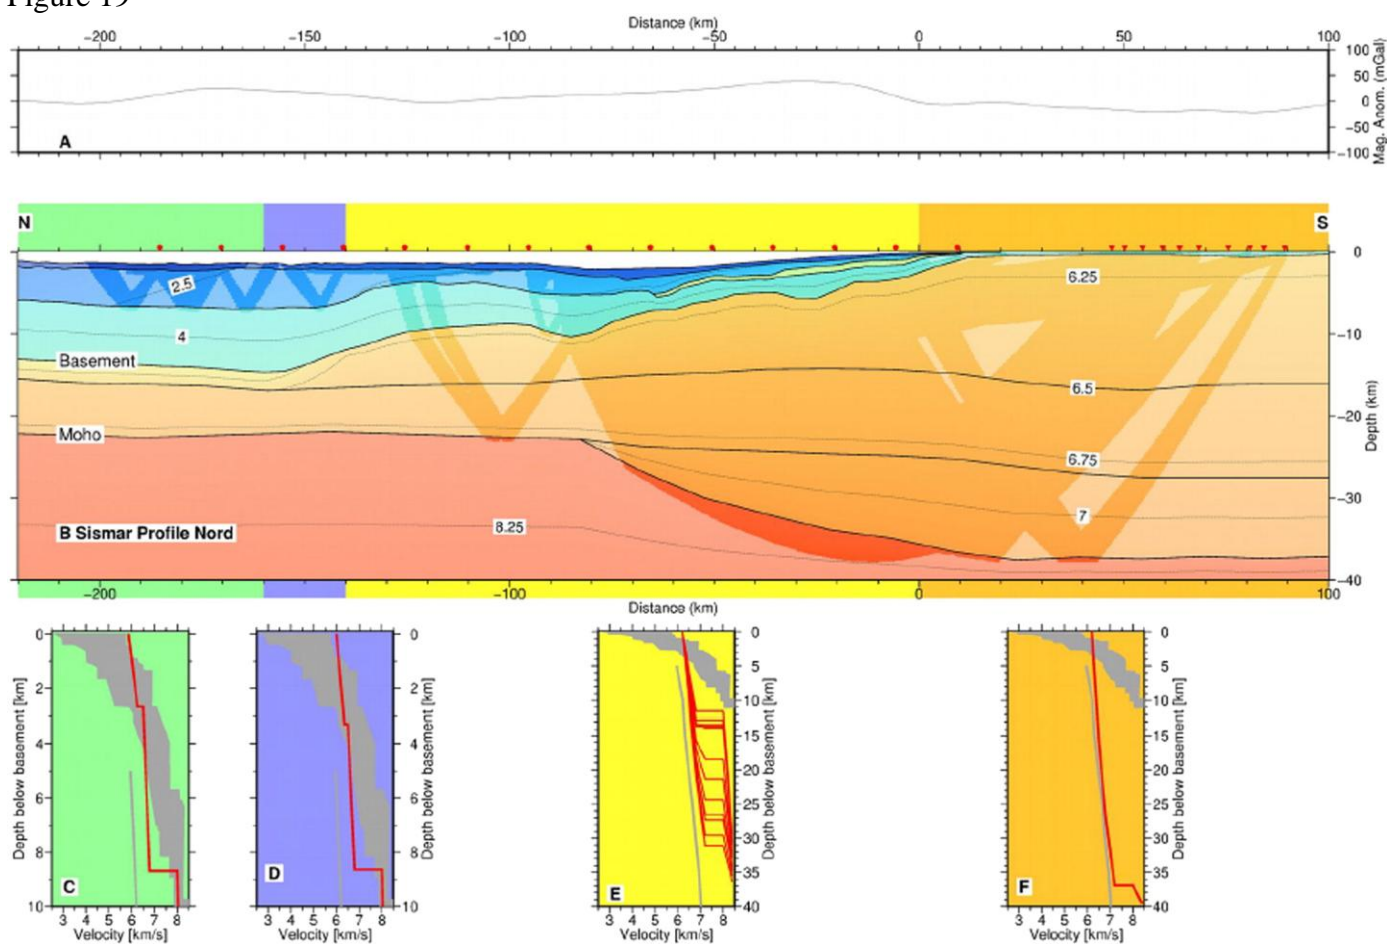 Figure 19
Distance (km)
−200 −150 −100 −50 0 50 100
100
50
0
−50
−100
Mag. Anom. (mGal)
A
N S
0
−10
−20
−30
−40
Depth (km)
2.5
4
Basement
Moho
6.25
6.5
6.75
7
8.25
B Sismar Profile Nord
−200 −100 0 100
Distance (km)
0
2
4
6
8
10
Depth below basement [km]
C
3 4 5 6 7 8
Velocity [km/s]
0
2
4
6
8
10
Depth below basement [km]
D
3 4 5 6 7 8
Velocity [km/s]
0
5
10
15
20
25
30
35
40
Depth below basement [km]
E
3 4 5 6 7 8
Velocity [km/s]
0
5
10
15
20
25
30
35
40
Depth below basement [km]
F
3 4 5 6 7 8
Velocity [km/s]